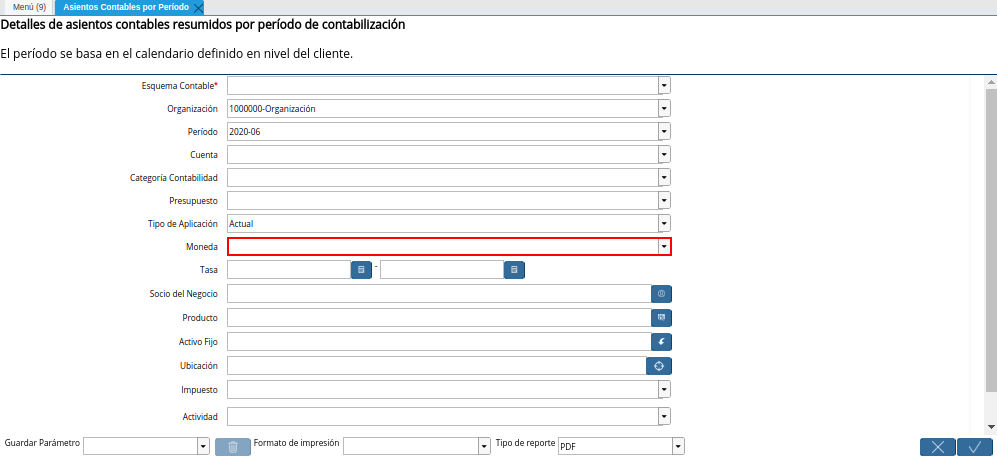 Menú (9) Asientos Contables por Período
Detalles de asientos contables resumidos por período de contabilización
El período se basa en el calendario definido en nivel del cliente.
Esquema Contable*
Organización 1000000-Organización
Período 2020-06
Cuenta
Categoría Contabilidad
Presupuesto
Tipo de Aplicación Actual
Moneda
Tasa -
Socio del Negocio
Producto
Activo Fijo
Ubicación
Impuesto
Actividad
Guardar Parámetro Formato de impresión Tipo de reporte PDF